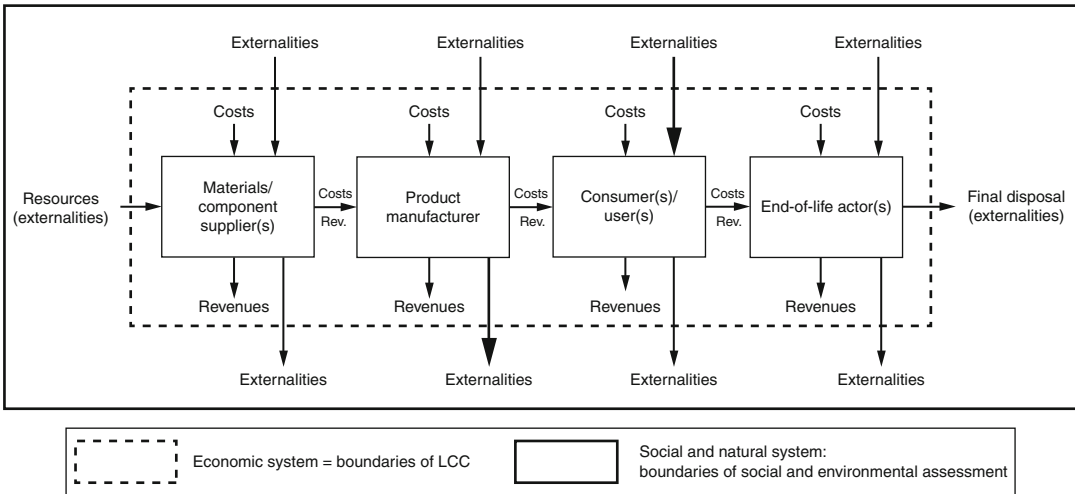 Externalities
Externalities
Externalities
Externalities
Costs
Costs
Costs
Costs
Resources
(externalities)
Materials/
component
supplier(s)
Costs
Rev.
Product
manufacturer
Costs
Rev.
Consumer(s)/
user(s)
Costs
Rev.
End-of-life actor(s)
Final disposal
(externalities)
Revenues
Revenues
Revenues
Revenues
Externalities
Externalities
Externalities
Externalities
Economic system = boundaries of LCC
Social and natural system:
boundaries of social and environmental assessment